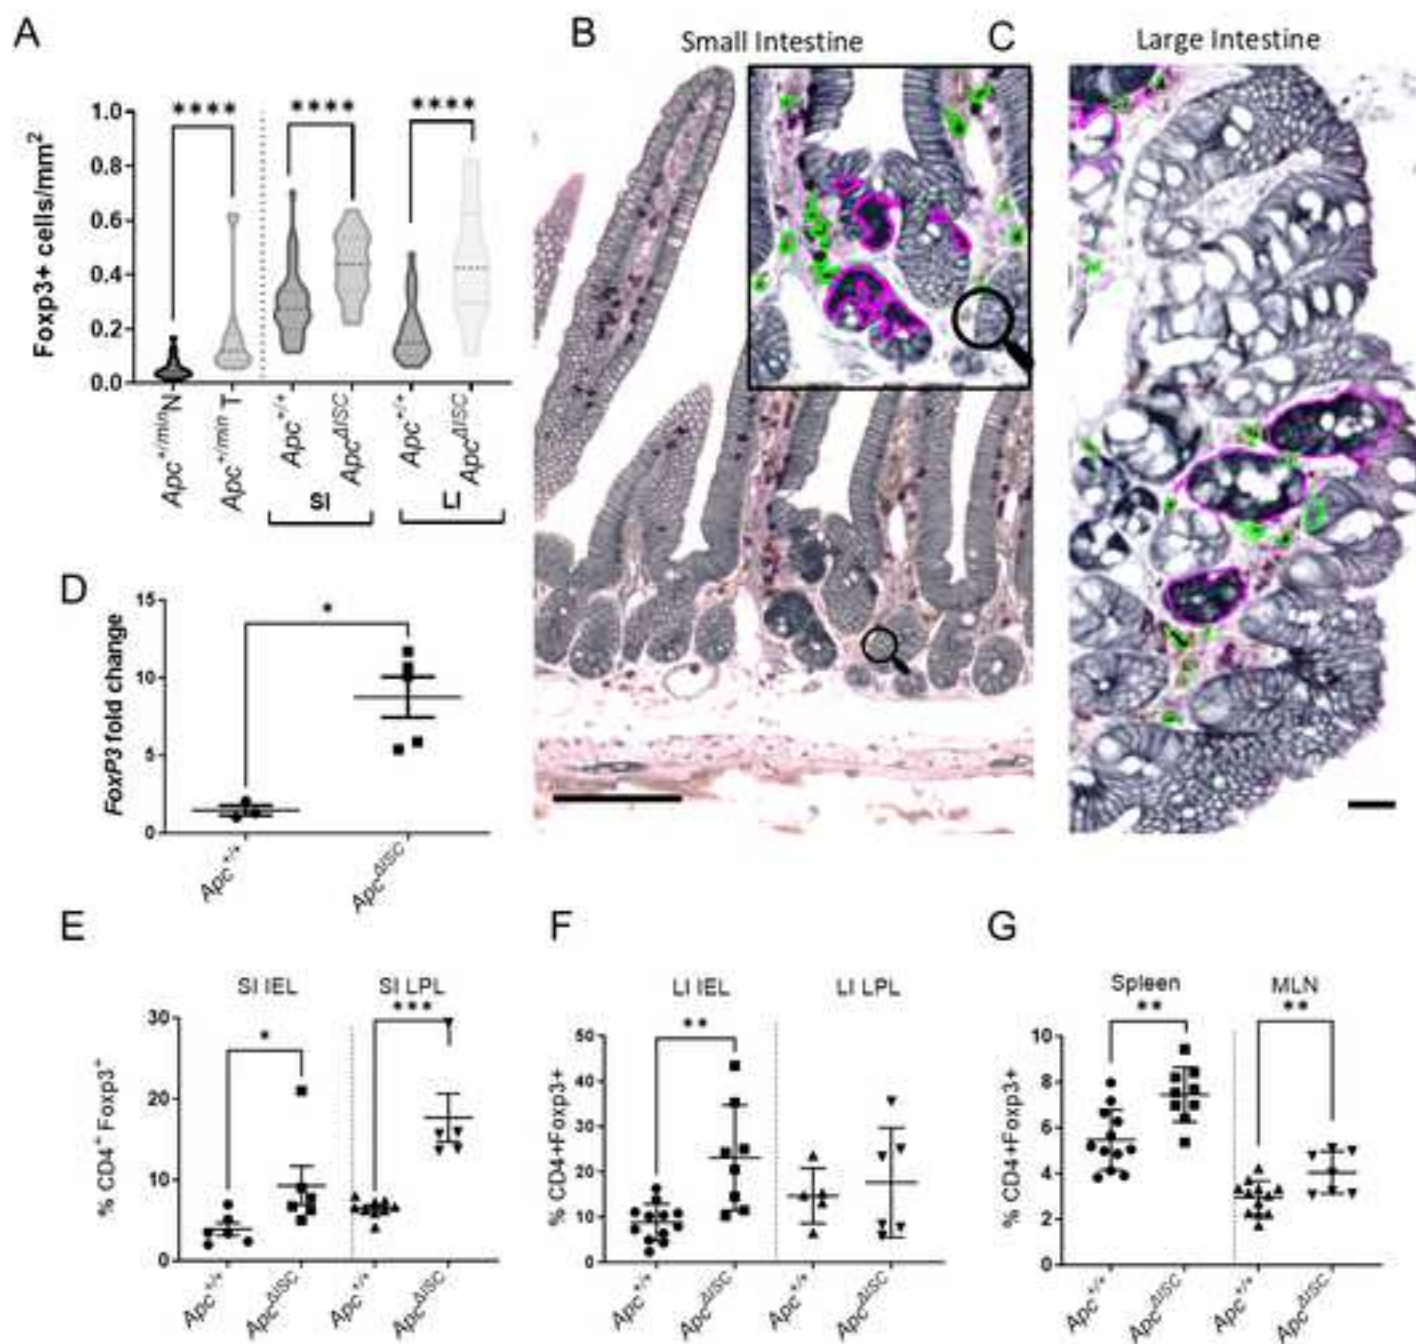 A
B
Small Intestine
C
Large Intestine
Foxp3+ cells/mm²
1.0
0.8
0.6
0.4
0.2
0.0
**** **** ****
Apc+/min N
Apc+/min T
Apc+/+
ApcΔISC
Apc+/+
ApcΔISC
SI
LI
D
FoxP3 fold change
15
10
5
0
*
Apc+/+
ApcΔISC
E
SI IEL
SI LPL
% CD4+ Foxp3+
30
20
10
0
*
***
Apc+/+
ApcΔISC
Apc+/+
ApcΔISC
F
LI IEL
LI LPL
% CD4+Foxp3+
50
40
30
20
10
0
**
Apc+/+
ApcΔISC
Apc+/+
ApcΔISC
G
Spleen
MLN
% CD4+Foxp3+
10
8
6
4
2
0
**
**
Apc+/+
ApcΔISC
Apc+/+
ApcΔISC